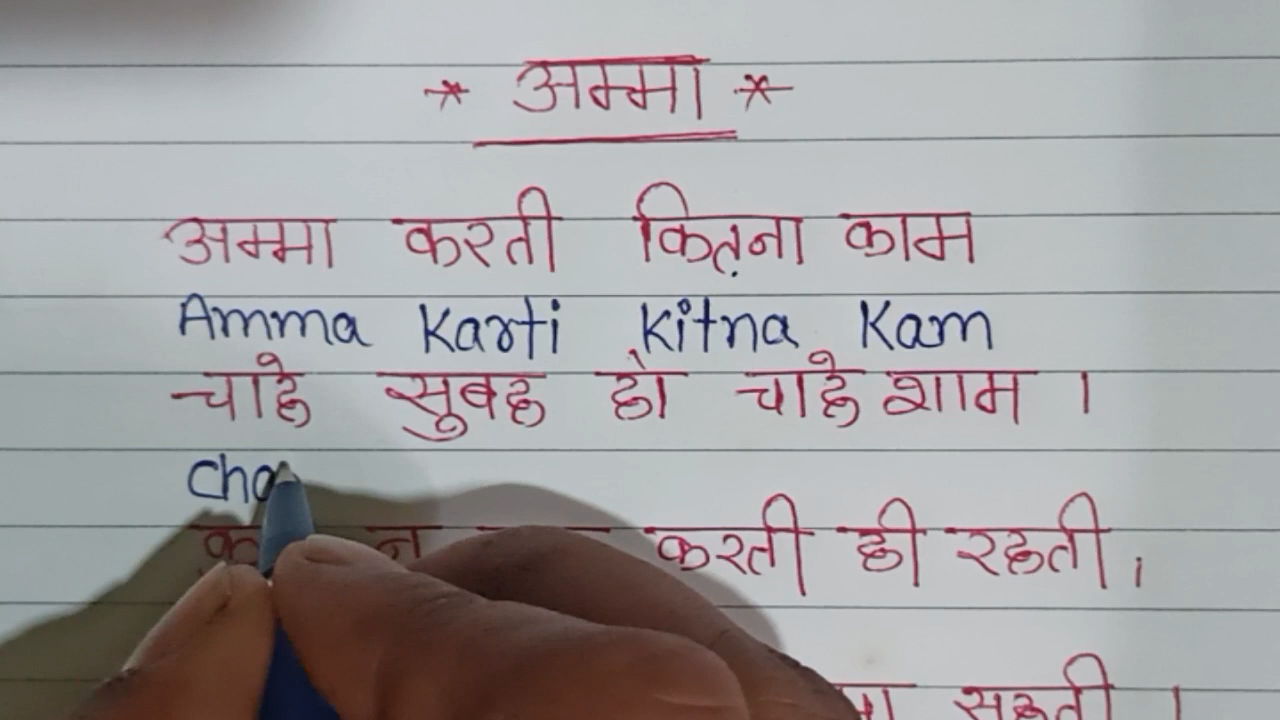 * अम्मा *
अम्मा करती कितना काम
Amma Karti Kitna Kam
चाहे सुबह हो चाहे शाम ।
Cha
करती ही रहती ।
सहती ।